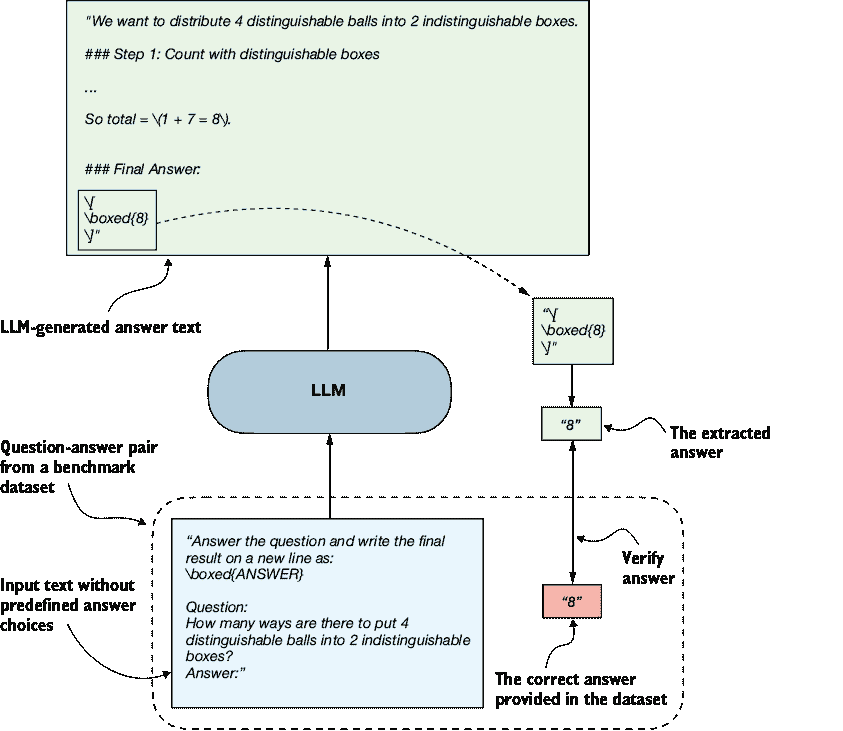 "We want to distribute 4 distinguishable balls into 2 indistinguishable boxes.
### Step 1: Count with distinguishable boxes
...
So total = \(1 + 7 = 8\).
### Final Answer:
\[
\boxed{8}
\]"
LLM-generated answer text
"\[
\boxed{8}
\]"
LLM
"8"
The extracted
answer
Question-answer pair
from a benchmark
dataset
"Answer the question and write the final
result on a new line as:
\boxed{ANSWER}
Question:
How many ways are there to put 4
distinguishable balls into 2 indistinguishable
boxes?
Answer:"
Verify
answer
Input text without
predefined answer
choices
"8"
The correct answer
provided in the dataset